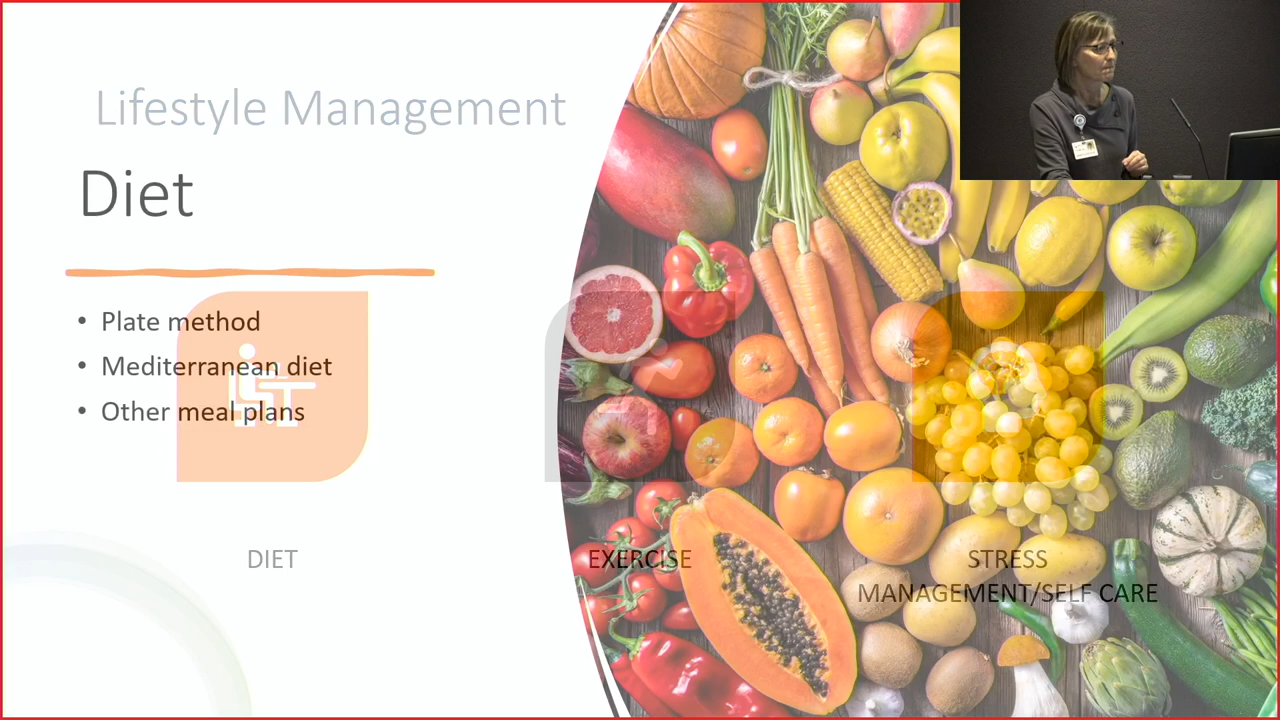 Lifestyle Management
Diet
• Plate method
• Mediterranean diet
• Other meal plans
DIET
EXERCISE
STRESS
MANAGEMENT/SELF CARE